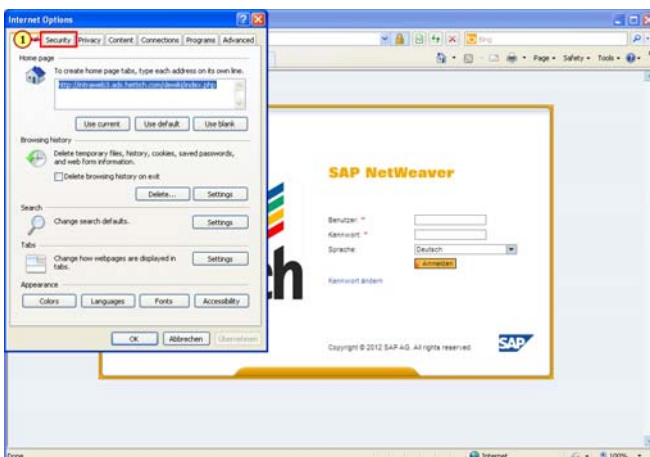 Internet Options
1
Security Privacy Content Connections Programs Advanced
Bing
Page Safety Tools
Home page
To create home page tabs, type each address on its own line.
Use current Use default Use blank
Browsing history
Delete temporary files, history, cookies, saved passwords, and web form information.
Delete browsing history on exit
Delete... Settings
Search
Change search defaults. Settings
Tabs
Change how webpages are displayed in tabs. Settings
Appearance
Colors Languages Fonts Accessibility
OK Abbrechen Übernehmen
SAP NetWeaver
Benutzer: *
Kennwort: *
Sprache: Deutsch
Anmelden
Kennwort ändern
Copyright © 2012 SAP AG. All rights reserved.
SAP
Done
Internet
100%